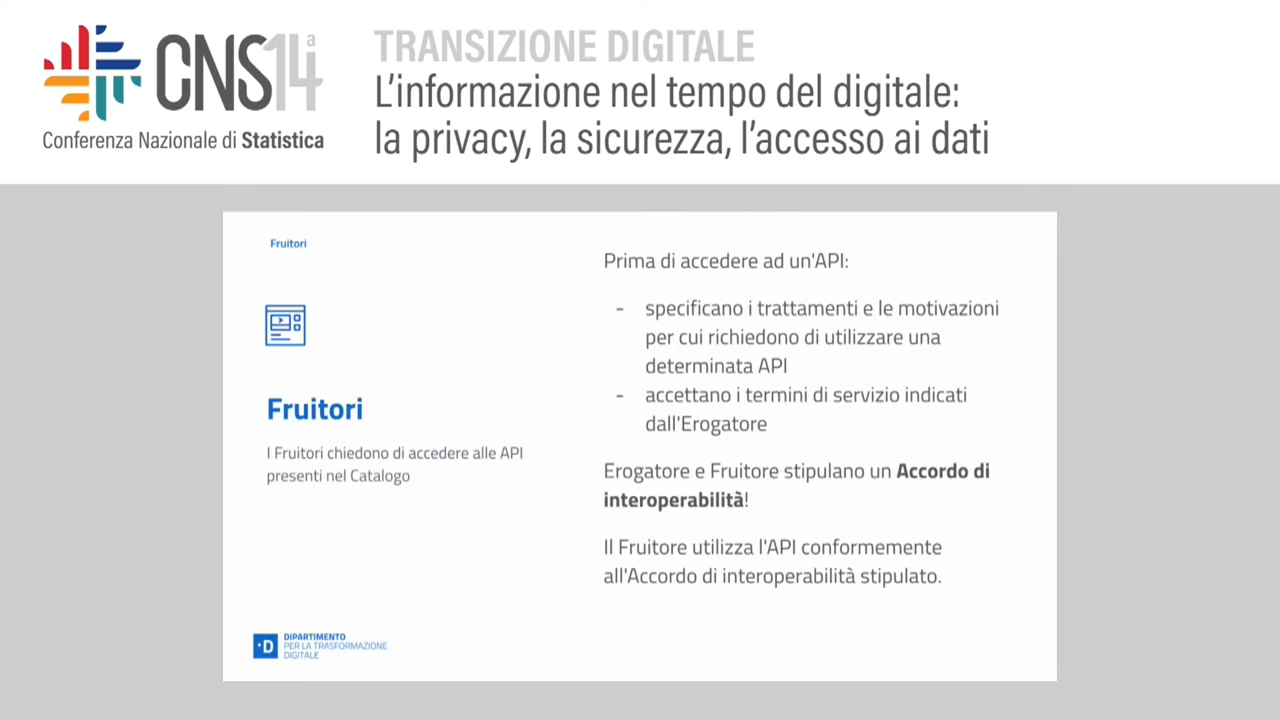 CNS14a
Conferenza Nazionale di Statistica
TRANSIZIONE DIGITALE
L'informazione nel tempo del digitale:
la privacy, la sicurezza, l'accesso ai dati
Fruitori
Fruitori
I Fruitori chiedono di accedere alle API
presenti nel Catalogo
Prima di accedere ad un'API:
- specificano i trattamenti e le motivazioni
per cui richiedono di utilizzare una
determinata API
- accettano i termini di servizio indicati
dall'Erogatore
Erogatore e Fruitore stipulano un Accordo di
interoperabilità!
Il Fruitore utilizza l'API conformemente
all'Accordo di interoperabilità stipulato.
·D
DIPARTIMENTO
PER LA TRASFORMAZIONE
DIGITALE